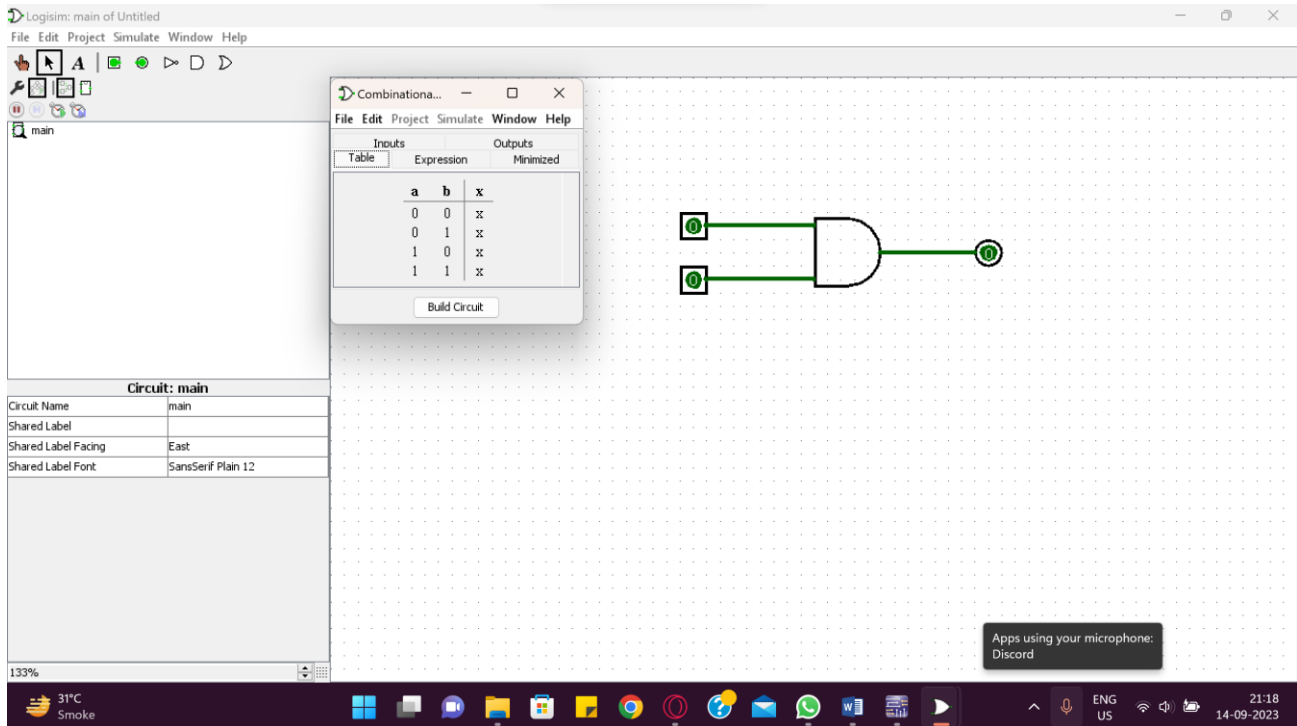 Logisim: main of Untitled
File Edit Project Simulate Window Help
A
main
Combinationa...
File Edit Project Simulate Window Help
Inputs Outputs
Table Expression Minimized
a b x
0 0 x
0 1 x
1 0 x
1 1 x
Build Circuit
0
0
0
Circuit: main
Circuit Name main
Shared Label
Shared Label Facing East
Shared Label Font SansSerif Plain 12
133%
Apps using your microphone:
Discord
31°C
Smoke
W
ENG
US
21:18
14-09-2023